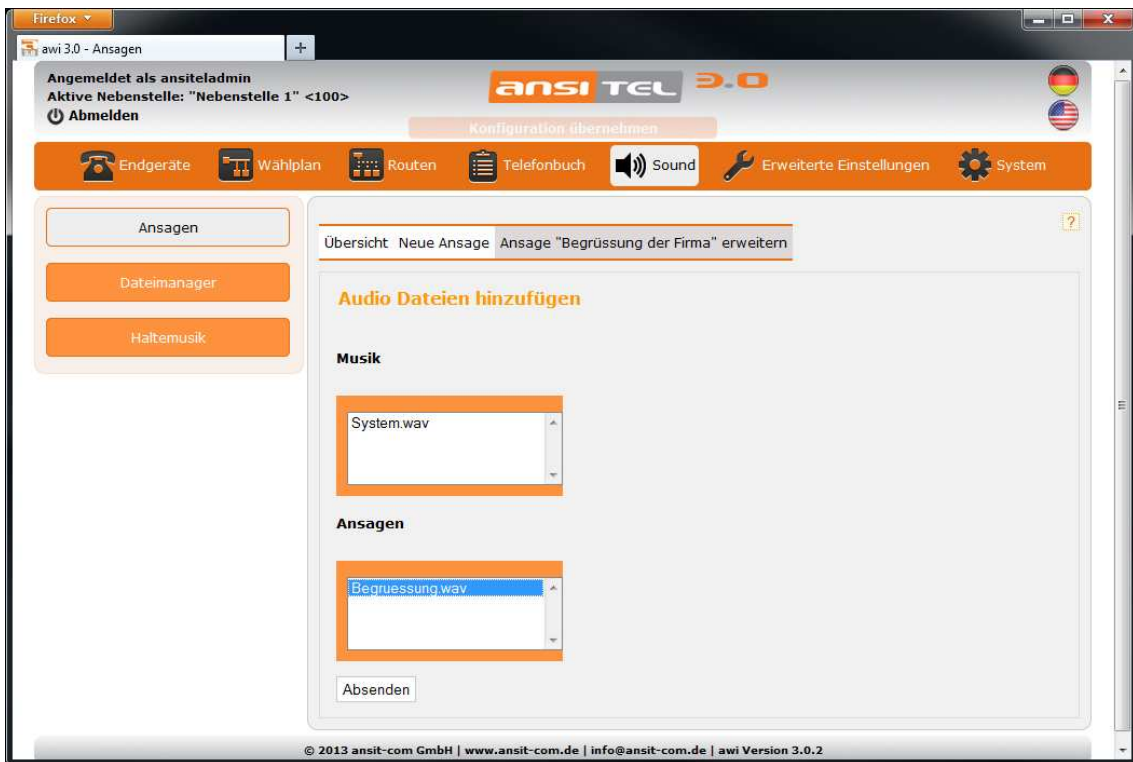 Firefox
awi 3.0 - Ansagen
Angemeldet als ansiteladmin
Aktive Nebenstelle: "Nebenstelle 1" <100>
Abmelden
ansi TEL 3.0
Konfiguration übernehmen
Endgeräte Wählplan Routen Telefonbuch Sound Erweiterte Einstellungen System
Ansagen
Dateimanager
Haltemusik
?
Übersicht Neue Ansage Ansage "Begrüssung der Firma" erweitern
Audio Dateien hinzufügen
Musik
System.wav
Ansagen
Begruessung.wav
Absenden
© 2013 ansit-com GmbH | www.ansit-com.de | info@ansit-com.de | awi Version 3.0.2